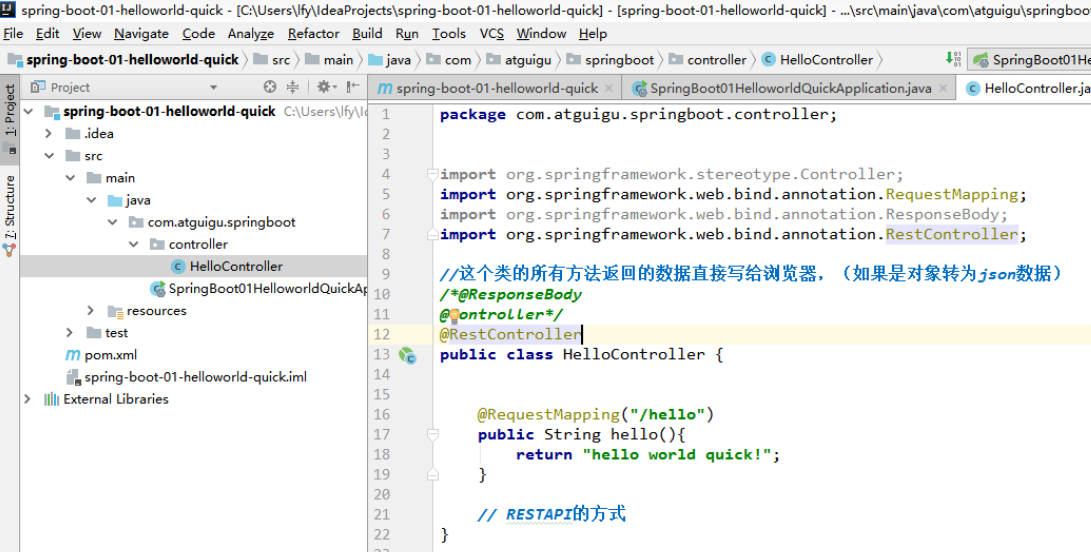 spring-boot-01-helloworld-quick - [C:\Users\lfy\IdeaProjects\spring-boot-01-helloworld-quick] - [spring-boot-01-helloworld-quick] - ...\src\main\java\com\atguigu\springboo
File Edit View Navigate Code Analyze Refactor Build Run Tools VCS Window Help
spring-boot-01-helloworld-quick src main java com atguigu springboot controller HelloController SpringBoot01He
Project
spring-boot-01-helloworld-quick SpringBoot01HelloworldQuickApplication.java HelloController.ja
1: Project
7: Structure
spring-boot-01-helloworld-quick C:\Users\lfy\Id
.idea
src
main
java
com.atguigu.springboot
controller
HelloController
SpringBoot01HelloworldQuickAp
resources
test
pom.xml
spring-boot-01-helloworld-quick.iml
External Libraries
1 package com.atguigu.springboot.controller;
2
3
4 import org.springframework.stereotype.Controller;
5 import org.springframework.web.bind.annotation.RequestMapping;
6 import org.springframework.web.bind.annotation.ResponseBody;
7 import org.springframework.web.bind.annotation.RestController;
8
9 //这个类的所有方法返回的数据直接写给浏览器，（如果是对象转为json数据）
10 /*@ResponseBody
11 @ ontroller*/
12 @RestController
13 public class HelloController {
14
15
16 @RequestMapping("/hello")
17 public String hello(){
18 return "hello world quick!";
19 }
20
21 // RESTAPI的方式
22 }